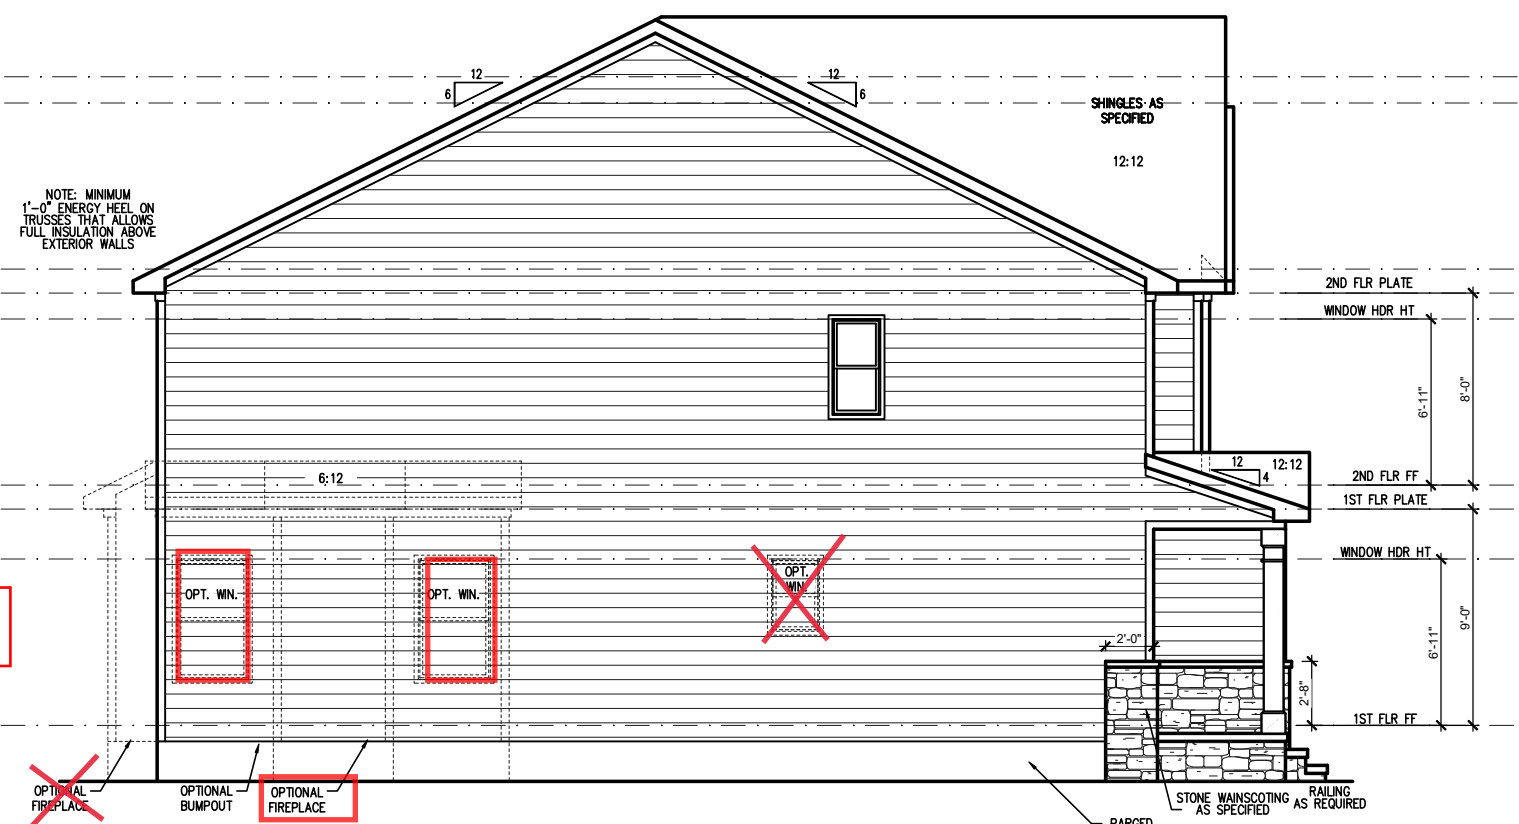 12
6
12
6
SHINGLES AS
SPECIFIED
12:12
NOTE: MINIMUM
1'-0" ENERGY HEEL ON
TRUSSES THAT ALLOWS
FULL INSULATION ABOVE
EXTERIOR WALLS
2ND FLR PLATE
WINDOW HDR HT
6'-11"
8'-0"
6:12
12
4
12:12
2ND FLR FF
1ST FLR PLATE
WINDOW HDR HT
OPT. WIN.
OPT. WIN.
OPT.
WIN.
2'-0"
2'-8"
6'-11"
9'-0"
1ST FLR FF
OPTIONAL
FIREPLACE
OPTIONAL
BUMPOUT
OPTIONAL
FIREPLACE
STONE WAINSCOTING
AS SPECIFIED
RAILING
AS REQUIRED
PARGED